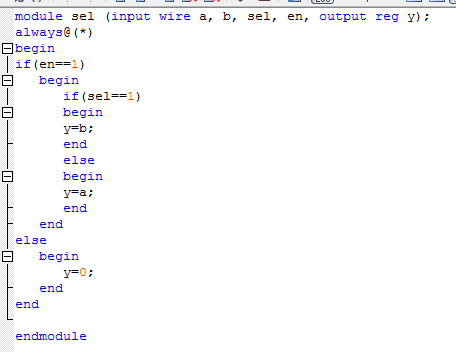 module sel (input wire a, b, sel, en, output reg y);
always@(*)
begin
if(en==1)
begin
if(sel==1)
begin
y=b;
end
else
begin
y=a;
end
end
else
begin
y=0;
end
end
endmodule